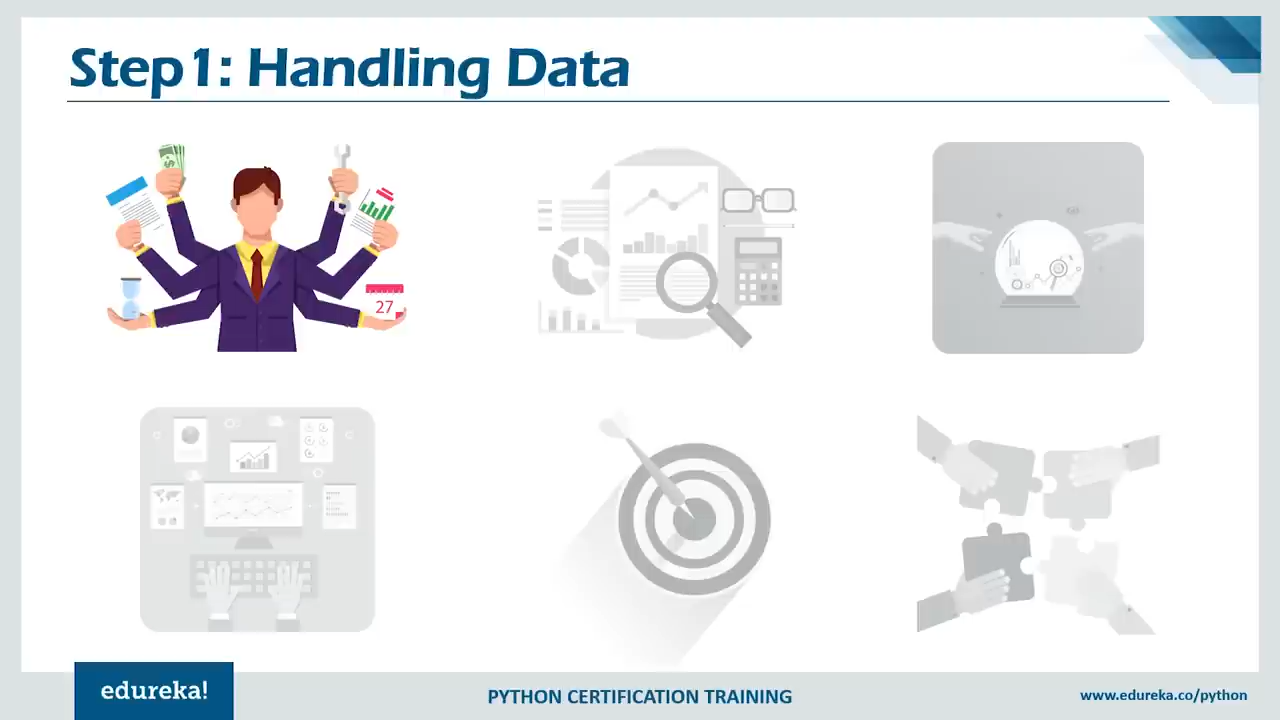 Step1: Handling Data
27
edureka!
PYTHON CERTIFICATION TRAINING
www.edureka.co/python